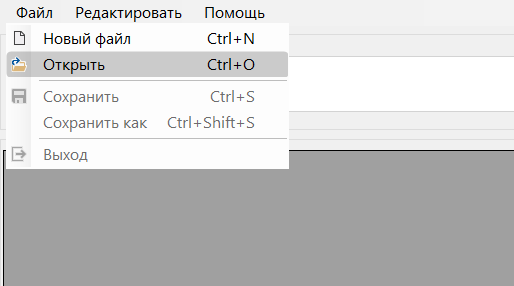 Файл Редактировать Помощь
Новый файл Ctrl+N
Открыть Ctrl+O
Сохранить Ctrl+S
Сохранить как Ctrl+Shift+S
Выход